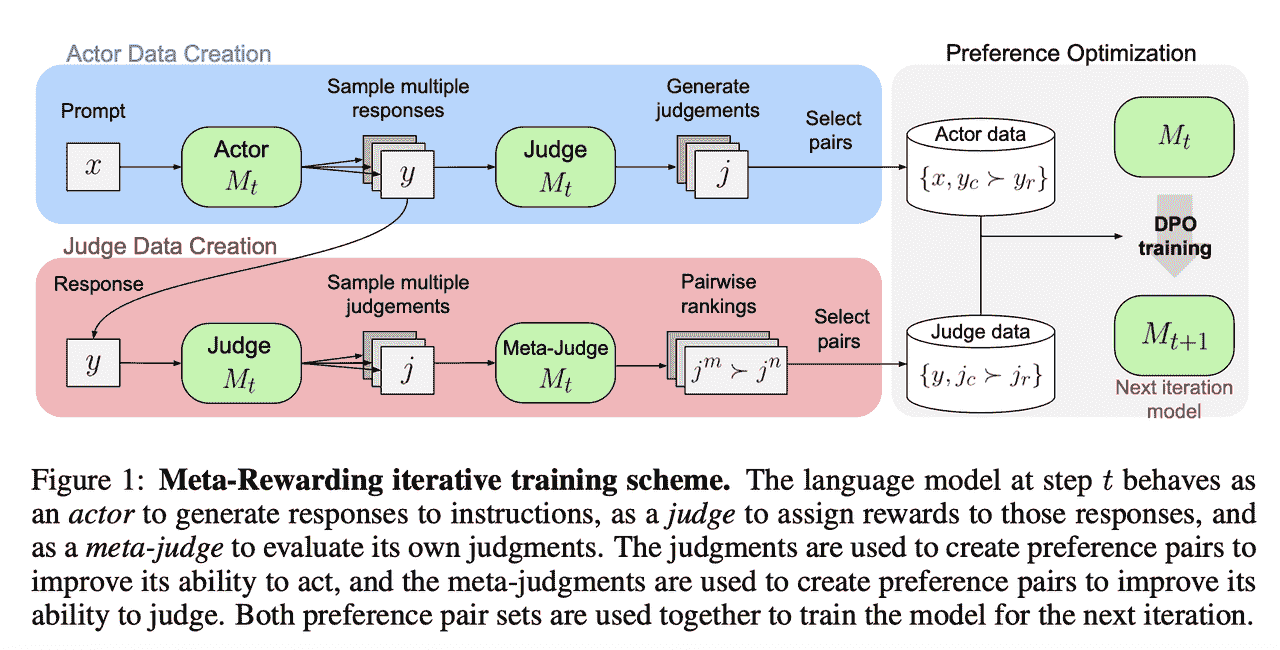 Actor Data Creation
Prompt
x
Actor
M_t
Sample multiple
responses
y
Judge
M_t
Generate
judgements
j
Select
pairs
Judge Data Creation
Response
y
Judge
M_t
Sample multiple
judgements
j
Meta-Judge
M_t
Pairwise
rankings
j^m ≻ j^n
Select
pairs
Preference Optimization
Actor data
{x, y_c ≻ y_r}
Judge data
{y, j_c ≻ j_r}
M_t
DPO
training
M_{t+1}
Next iteration
model
Figure 1: Meta-Rewarding iterative training scheme. The language model at step t behaves as
an actor to generate responses to instructions, as a judge to assign rewards to those responses, and
as a meta-judge to evaluate its own judgments. The judgments are used to create preference pairs to
improve its ability to act, and the meta-judgments are used to create preference pairs to improve its
ability to judge. Both preference pair sets are used together to train the model for the next iteration.